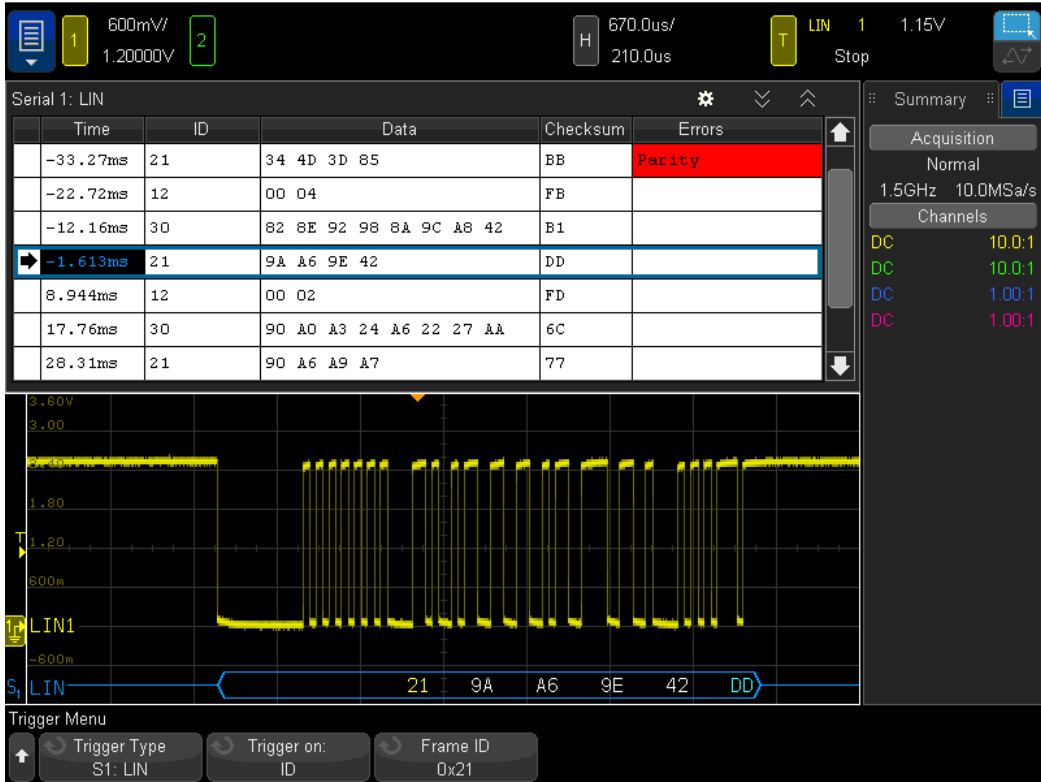 1 600mV/ 2 H 670.0us/ T LIN 1 1.15V
1.20000V 210.0us Stop
Serial 1: LIN
Time ID Data Checksum Errors
-33.27ms 21 34 4D 3D 85 BB Parity
-22.72ms 12 00 04 FB
-12.16ms 30 82 8E 92 98 8A 9C A8 42 B1
-1.613ms 21 9A A6 9E 42 DD
8.944ms 12 00 02 FD
17.76ms 30 90 A0 A3 24 A6 22 27 AA 6C
28.31ms 21 90 A6 A9 A7 77
Summary
Acquisition
Normal
1.5GHz 10.0MSa/s
Channels
DC 10.0:1
DC 10.0:1
DC 1.00:1
DC 1.00:1
3.60V
3.00
2.40
1.80
T
1.20
600m
1 LIN1
-600m
S1 LIN 21 9A A6 9E 42 DD
Trigger Menu
Trigger Type Trigger on: Frame ID
S1: LIN ID 0x21